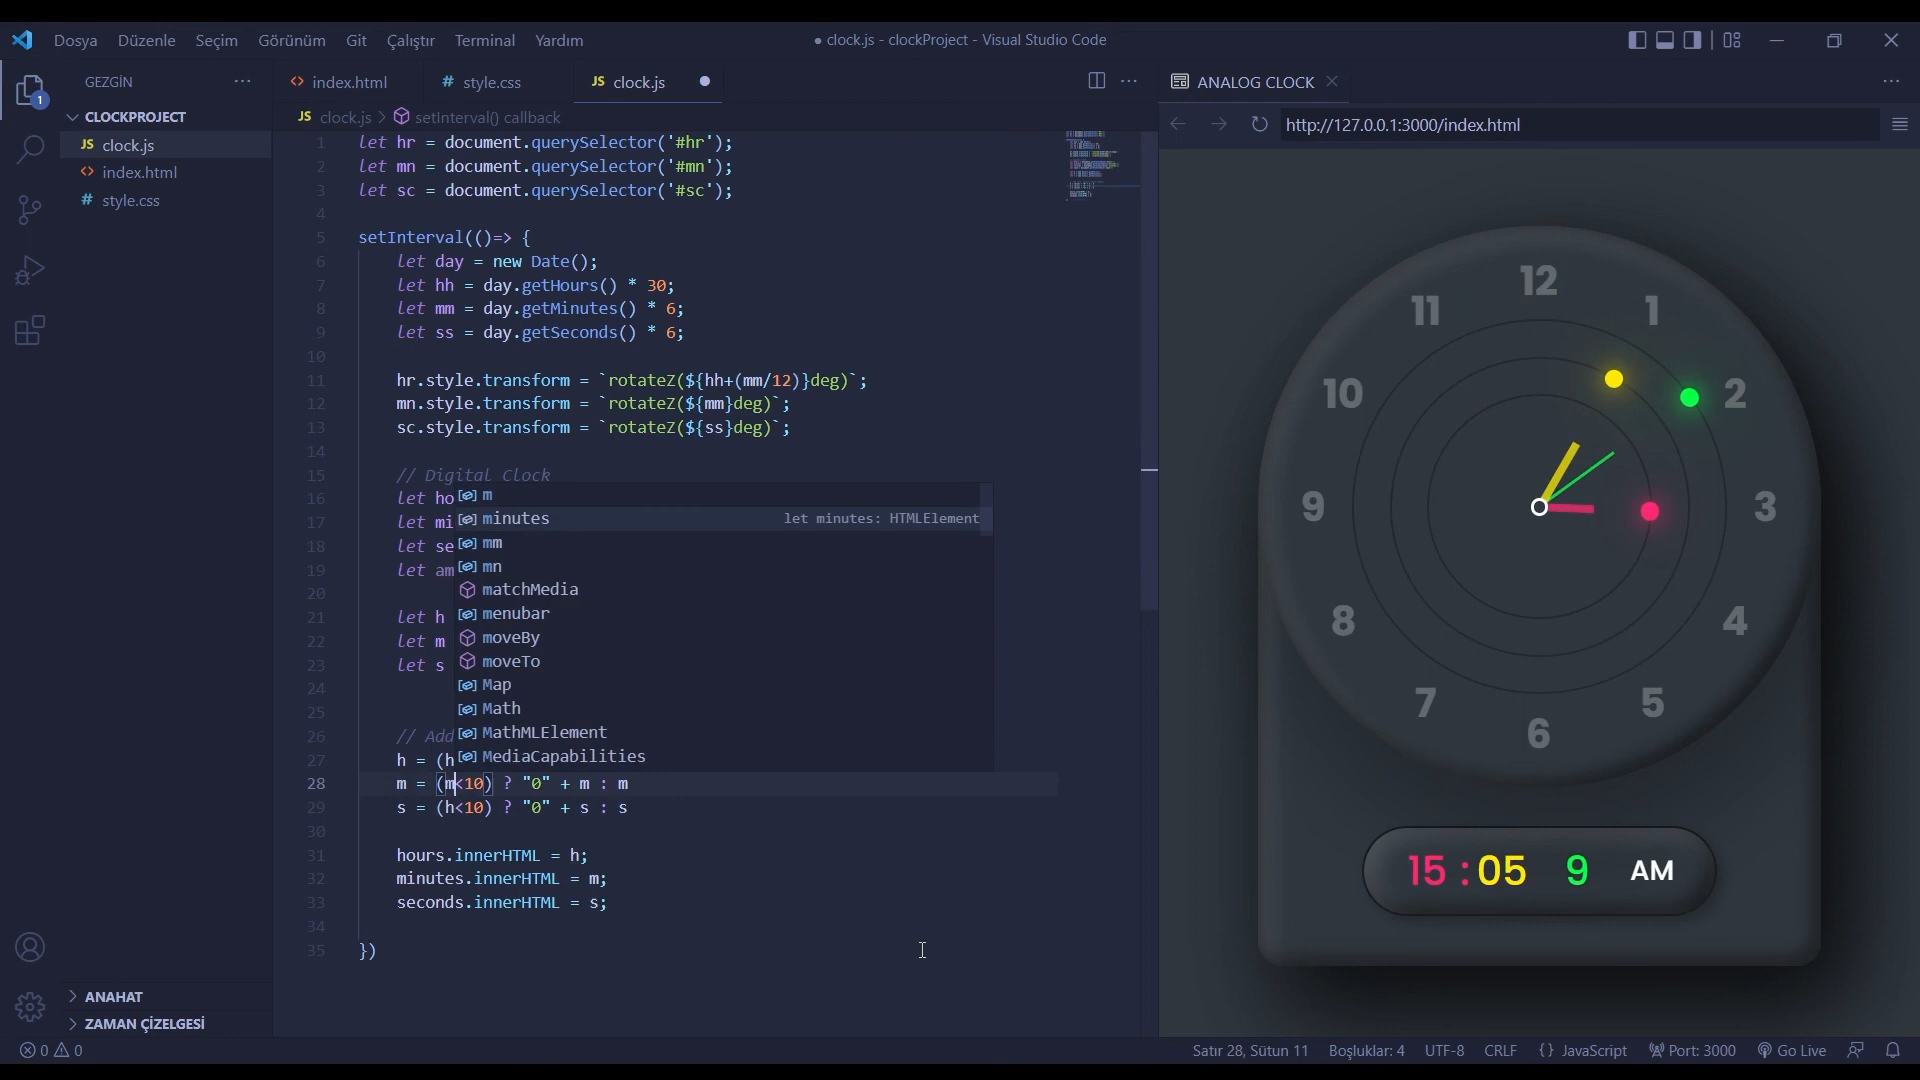 Dosya Düzenle Seçim Görünüm Git Çalıştır Terminal Yardım
● clock.js - clockProject - Visual Studio Code
GEZGİN
1
CLOCKPROJECT
JS clock.js
<> index.html
# style.css
ANAHAT
ZAMAN ÇİZELGESİ
<> index.html
# style.css
JS clock.js
JS clock.js > setInterval() callback
1 let hr = document.querySelector('#hr');
2 let mn = document.querySelector('#mn');
3 let sc = document.querySelector('#sc');
4
5 setInterval(()=> {
6 let day = new Date();
7 let hh = day.getHours() * 30;
8 let mm = day.getMinutes() * 6;
9 let ss = day.getSeconds() * 6;
10
11 hr.style.transform = `rotateZ(${hh+(mm/12)}deg)`;
12 mn.style.transform = `rotateZ(${mm}deg)`;
13 sc.style.transform = `rotateZ(${ss}deg)`;
14
15 // Digital Clock
16 let ho
17 let mi
18 let se
19 let am
20
21 let h
22 let m
23 let s
24
25
26 // Add
27 h = (h
28 m = (m<10) ? "0" + m : m
29 s = (h<10) ? "0" + s : s
30
31 hours.innerHTML = h;
32 minutes.innerHTML = m;
33 seconds.innerHTML = s;
34
35 })
m
minutes let minutes: HTMLElement
mm
mn
matchMedia
menubar
moveBy
moveTo
Map
Math
MathMLElement
MediaCapabilities
ANALOG CLOCK
http://127.0.0.1:3000/index.html
12
11 1
10 2
9 3
8 4
7 5
6
15 : 05 9 AM
0 0
Satır 28, Sütun 11 Boşluklar: 4 UTF-8 CRLF {} JavaScript Port: 3000 Go Live